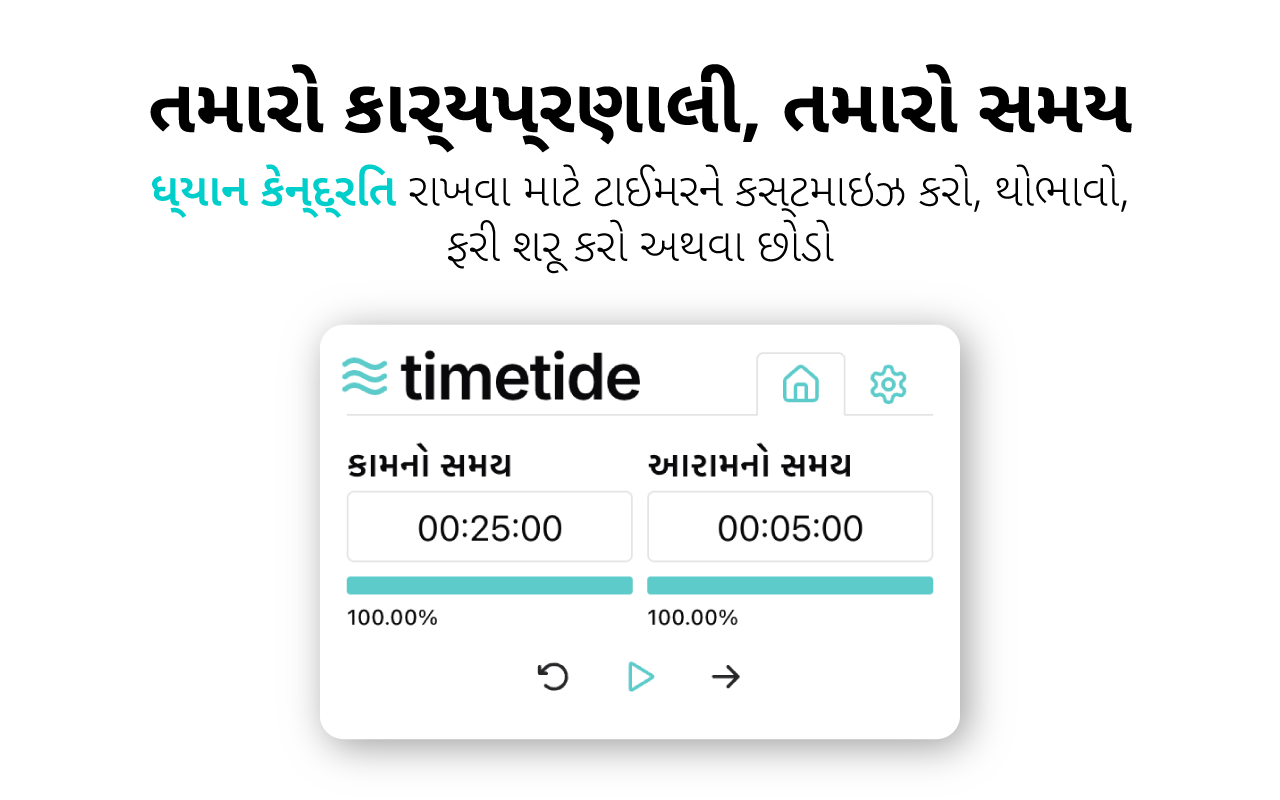 તમારો કાર્યપ્રણાલી, તમારો સમય
ધ્યાન કેન્દ્રિત રાખવા માટે ટાઈમરને કસ્ટમાઇઝ કરો, થોભાવો,
ફરી શરૂ કરો અથવા છોડો
timetide
કામનો સમય
આરામનો સમય
00:25:00
00:05:00
100.00%
100.00%